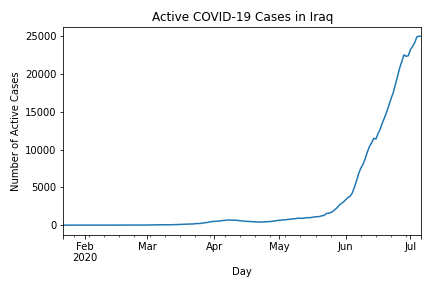 Active COVID-19 Cases in Iraq
Number of Active Cases
25000
20000
15000
10000
5000
0
Feb Mar Apr May Jun Jul
2020
Day